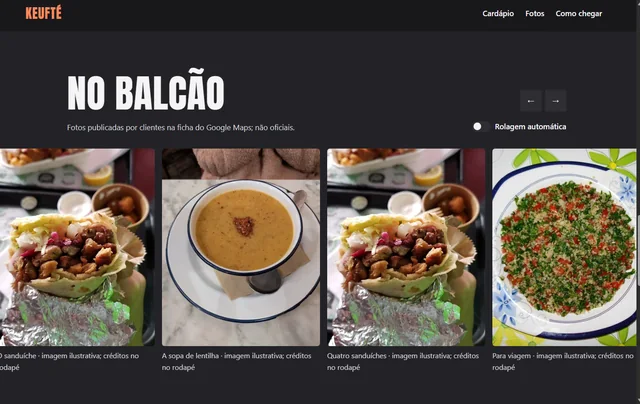 KEUFTÉ
Cardápio Fotos Como chegar
NO BALCÃO
← →
Fotos publicadas por clientes na ficha do Google Maps; não oficiais.
Rolagem automática
O sanduíche · imagem ilustrativa; créditos no
rodapé
A sopa de lentilha · imagem ilustrativa; créditos
no rodapé
Quatro sanduíches · imagem ilustrativa; créditos
no rodapé
Para viagem · imagem ilustrativa; créditos no
rodapé